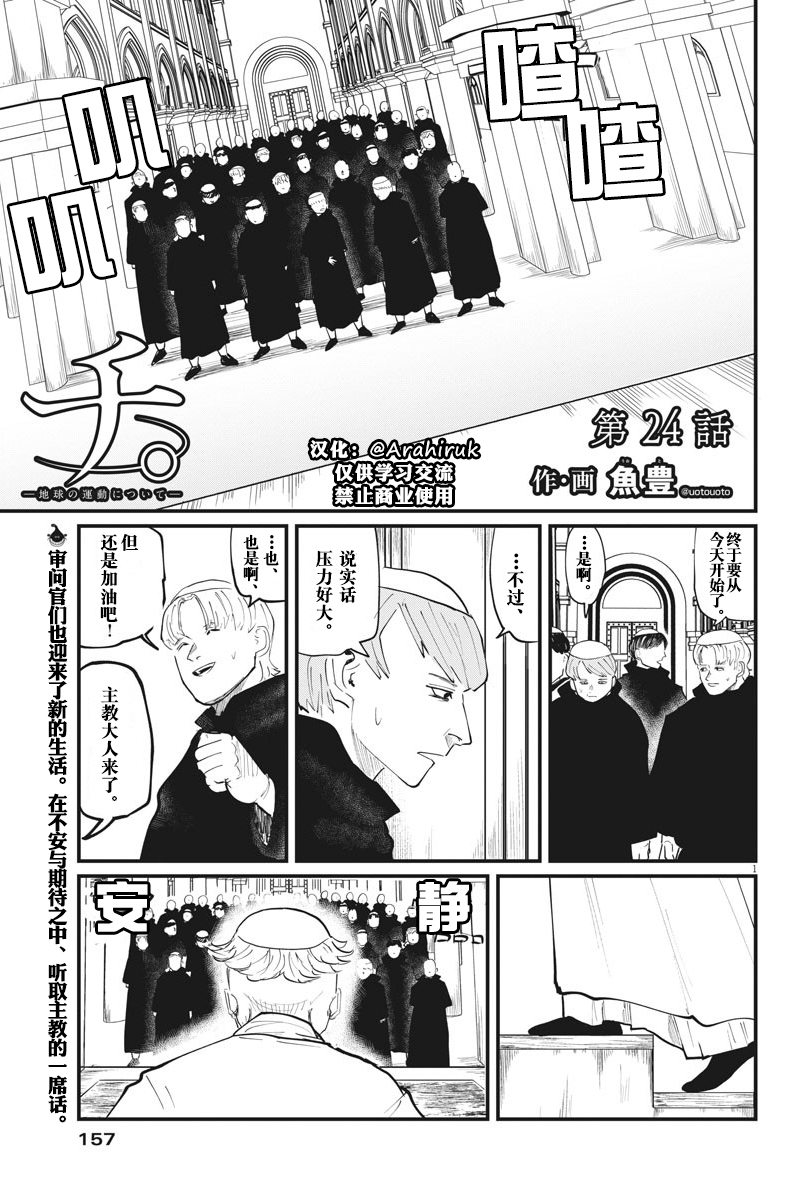 喳喳
叽叽
チ。
—地球の運動について—
第24話
作・画 魚豊
うお とよ
@uotouoto
汉化：@Arahiruk
仅供学习交流
禁止商业使用
终于要从
今天开始了。
…是啊。
…不过、
说实话
压力好大。
…也、
也是啊、
但
还是加油吧！
主教大人来了。
审问官们也迎来了新的生活。在不安与期待之中、听取主教的一席话。
1
安静
157